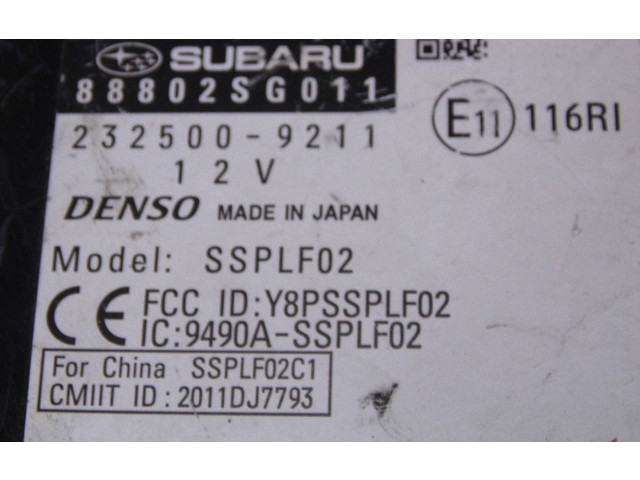 SUBARU
88802SG011
232500-9211
12V
E11 116RI
DENSO MADE IN JAPAN
Model: SSPLF02
CE FCC ID:Y8PSSPLF02
IC:9490A-SSPLF02
For China SSPLF02C1
CMIIT ID : 2011DJ7793